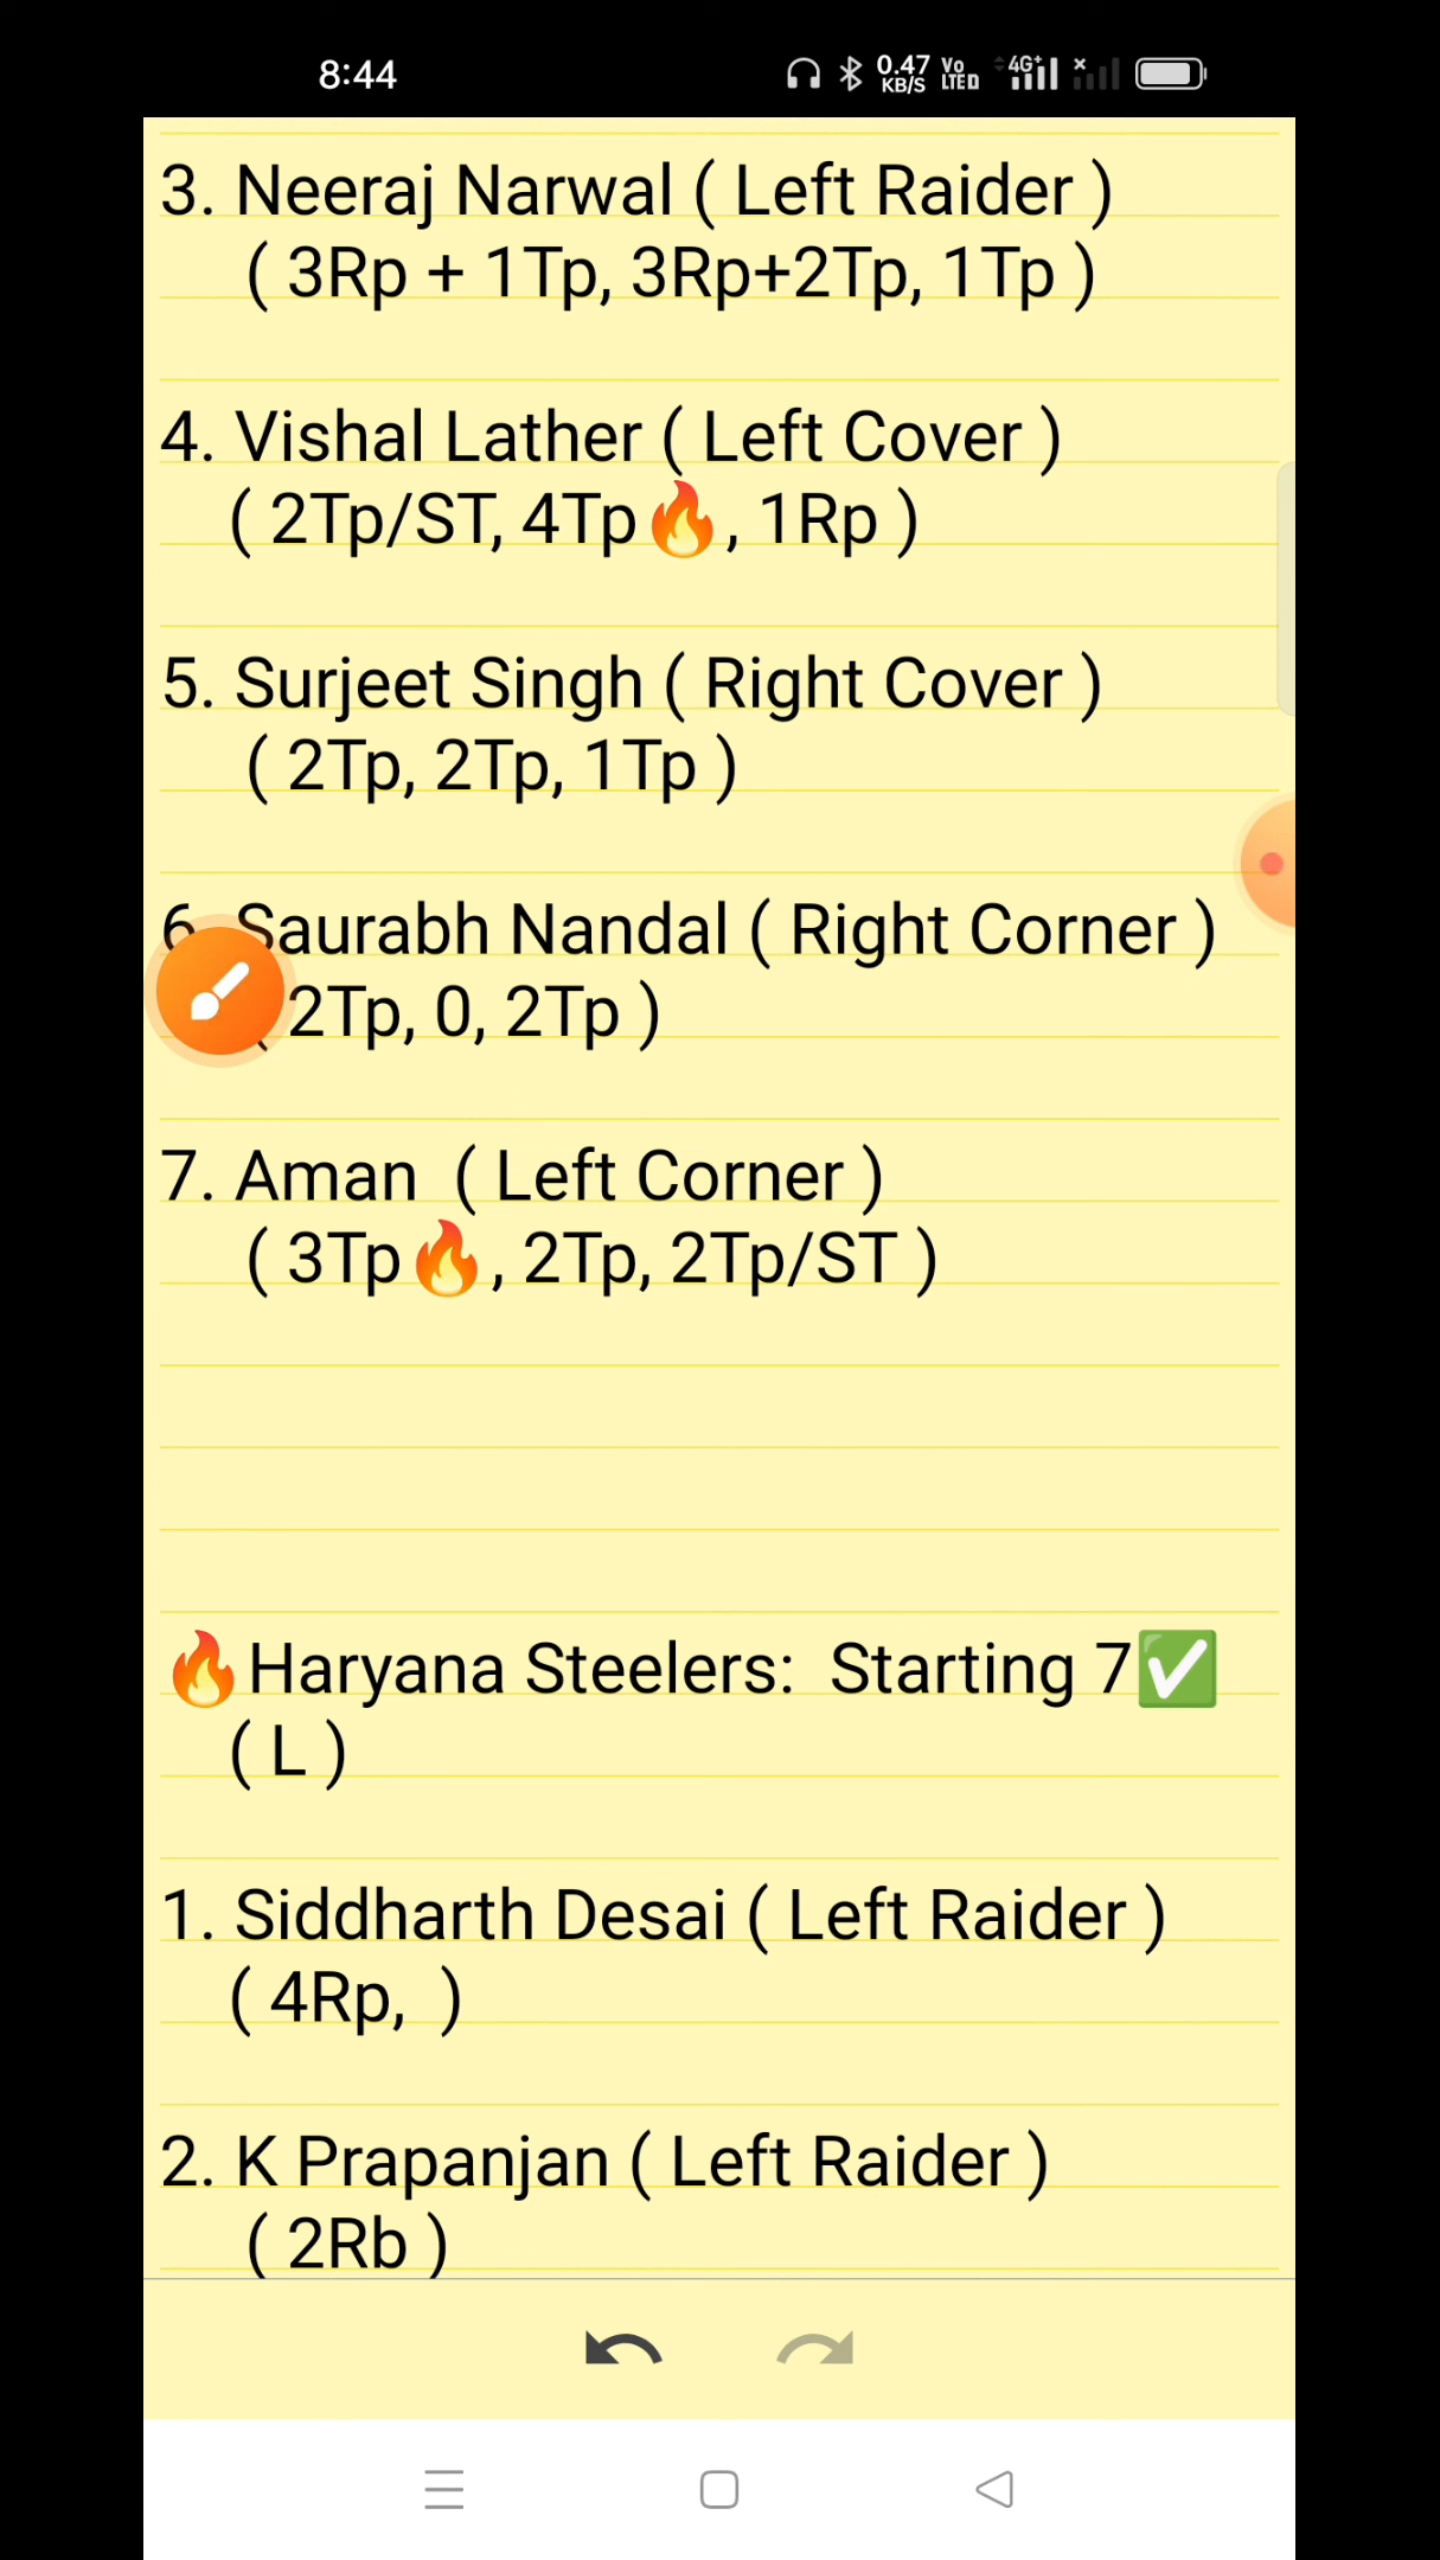 8:44 0.47 KB/S Vo LTE 4G+
3. Neeraj Narwal ( Left Raider )
( 3Rp + 1Tp, 3Rp+2Tp, 1Tp )
4. Vishal Lather ( Left Cover )
( 2Tp/ST, 4Tp🔥, 1Rp )
5. Surjeet Singh ( Right Cover )
( 2Tp, 2Tp, 1Tp )
6. Saurabh Nandal ( Right Corner )
( 2Tp, 0, 2Tp )
7. Aman ( Left Corner )
( 3Tp🔥, 2Tp, 2Tp/ST )
🔥Haryana Steelers: Starting 7✅
( L )
1. Siddharth Desai ( Left Raider )
( 4Rp, )
2. K Prapanjan ( Left Raider )
( 2Rb )